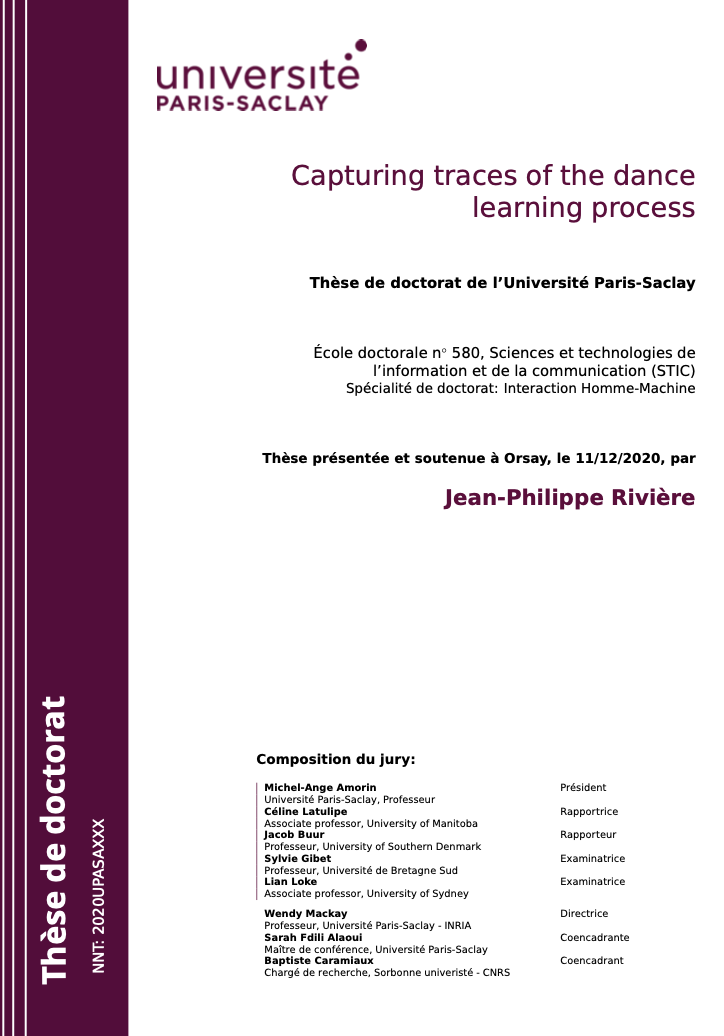 université
PARIS-SACLAY
Capturing traces of the dance
learning process
Thèse de doctorat de l’Université Paris-Saclay
École doctorale n° 580, Sciences et technologies de
l’information et de la communication (STIC)
Spécialité de doctorat: Interaction Homme-Machine
Thèse présentée et soutenue à Orsay, le 11/12/2020, par
Jean-Philippe Rivière
Composition du jury:
Michel-Ange Amorin Président
Université Paris-Saclay, Professeur
Céline Latulipe Rapportrice
Associate professor, University of Manitoba
Jacob Buur Rapporteur
Professeur, University of Southern Denmark
Sylvie Gibet Examinatrice
Professeur, Université de Bretagne Sud
Lian Loke Examinatrice
Associate professor, University of Sydney
Wendy Mackay Directrice
Professeur, Université Paris-Saclay - INRIA
Sarah Fdili Alaoui Coencadrante
Maître de conférence, Université Paris-Saclay
Baptiste Caramiaux Coencadrant
Chargé de recherche, Sorbonne univeristé - CNRS
Thèse de doctorat
NNT: 2020UPASAXXX